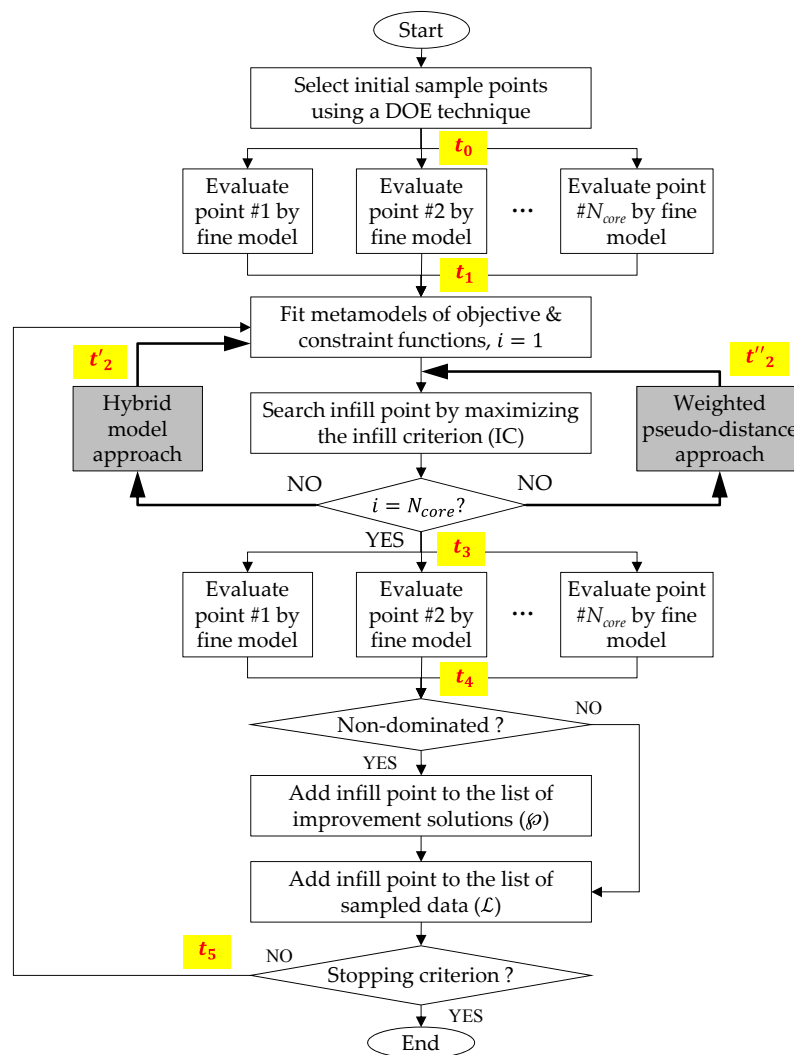 Start
Select initial sample points
using a DOE technique
t₀
Evaluate
point #1 by
fine model
Evaluate
point #2 by
fine model
...
Evaluate point
#N_core by fine
model
t₁
Fit metamodels of objective &
constraint functions, i = 1
t'₂
t''₂
Hybrid
model
approach
Search infill point by maximizing
the infill criterion (IC)
Weighted
pseudo-distance
approach
NO
NO
i = N_core?
YES
t₃
Evaluate
point #1 by
fine model
Evaluate
point #2 by
fine model
...
Evaluate point
#N_core by fine
model
t₄
Non-dominated ?
NO
YES
Add infill point to the list of
improvement solutions (℘)
Add infill point to the list of
sampled data (ℒ)
t₅
NO
Stopping criterion ?
YES
End